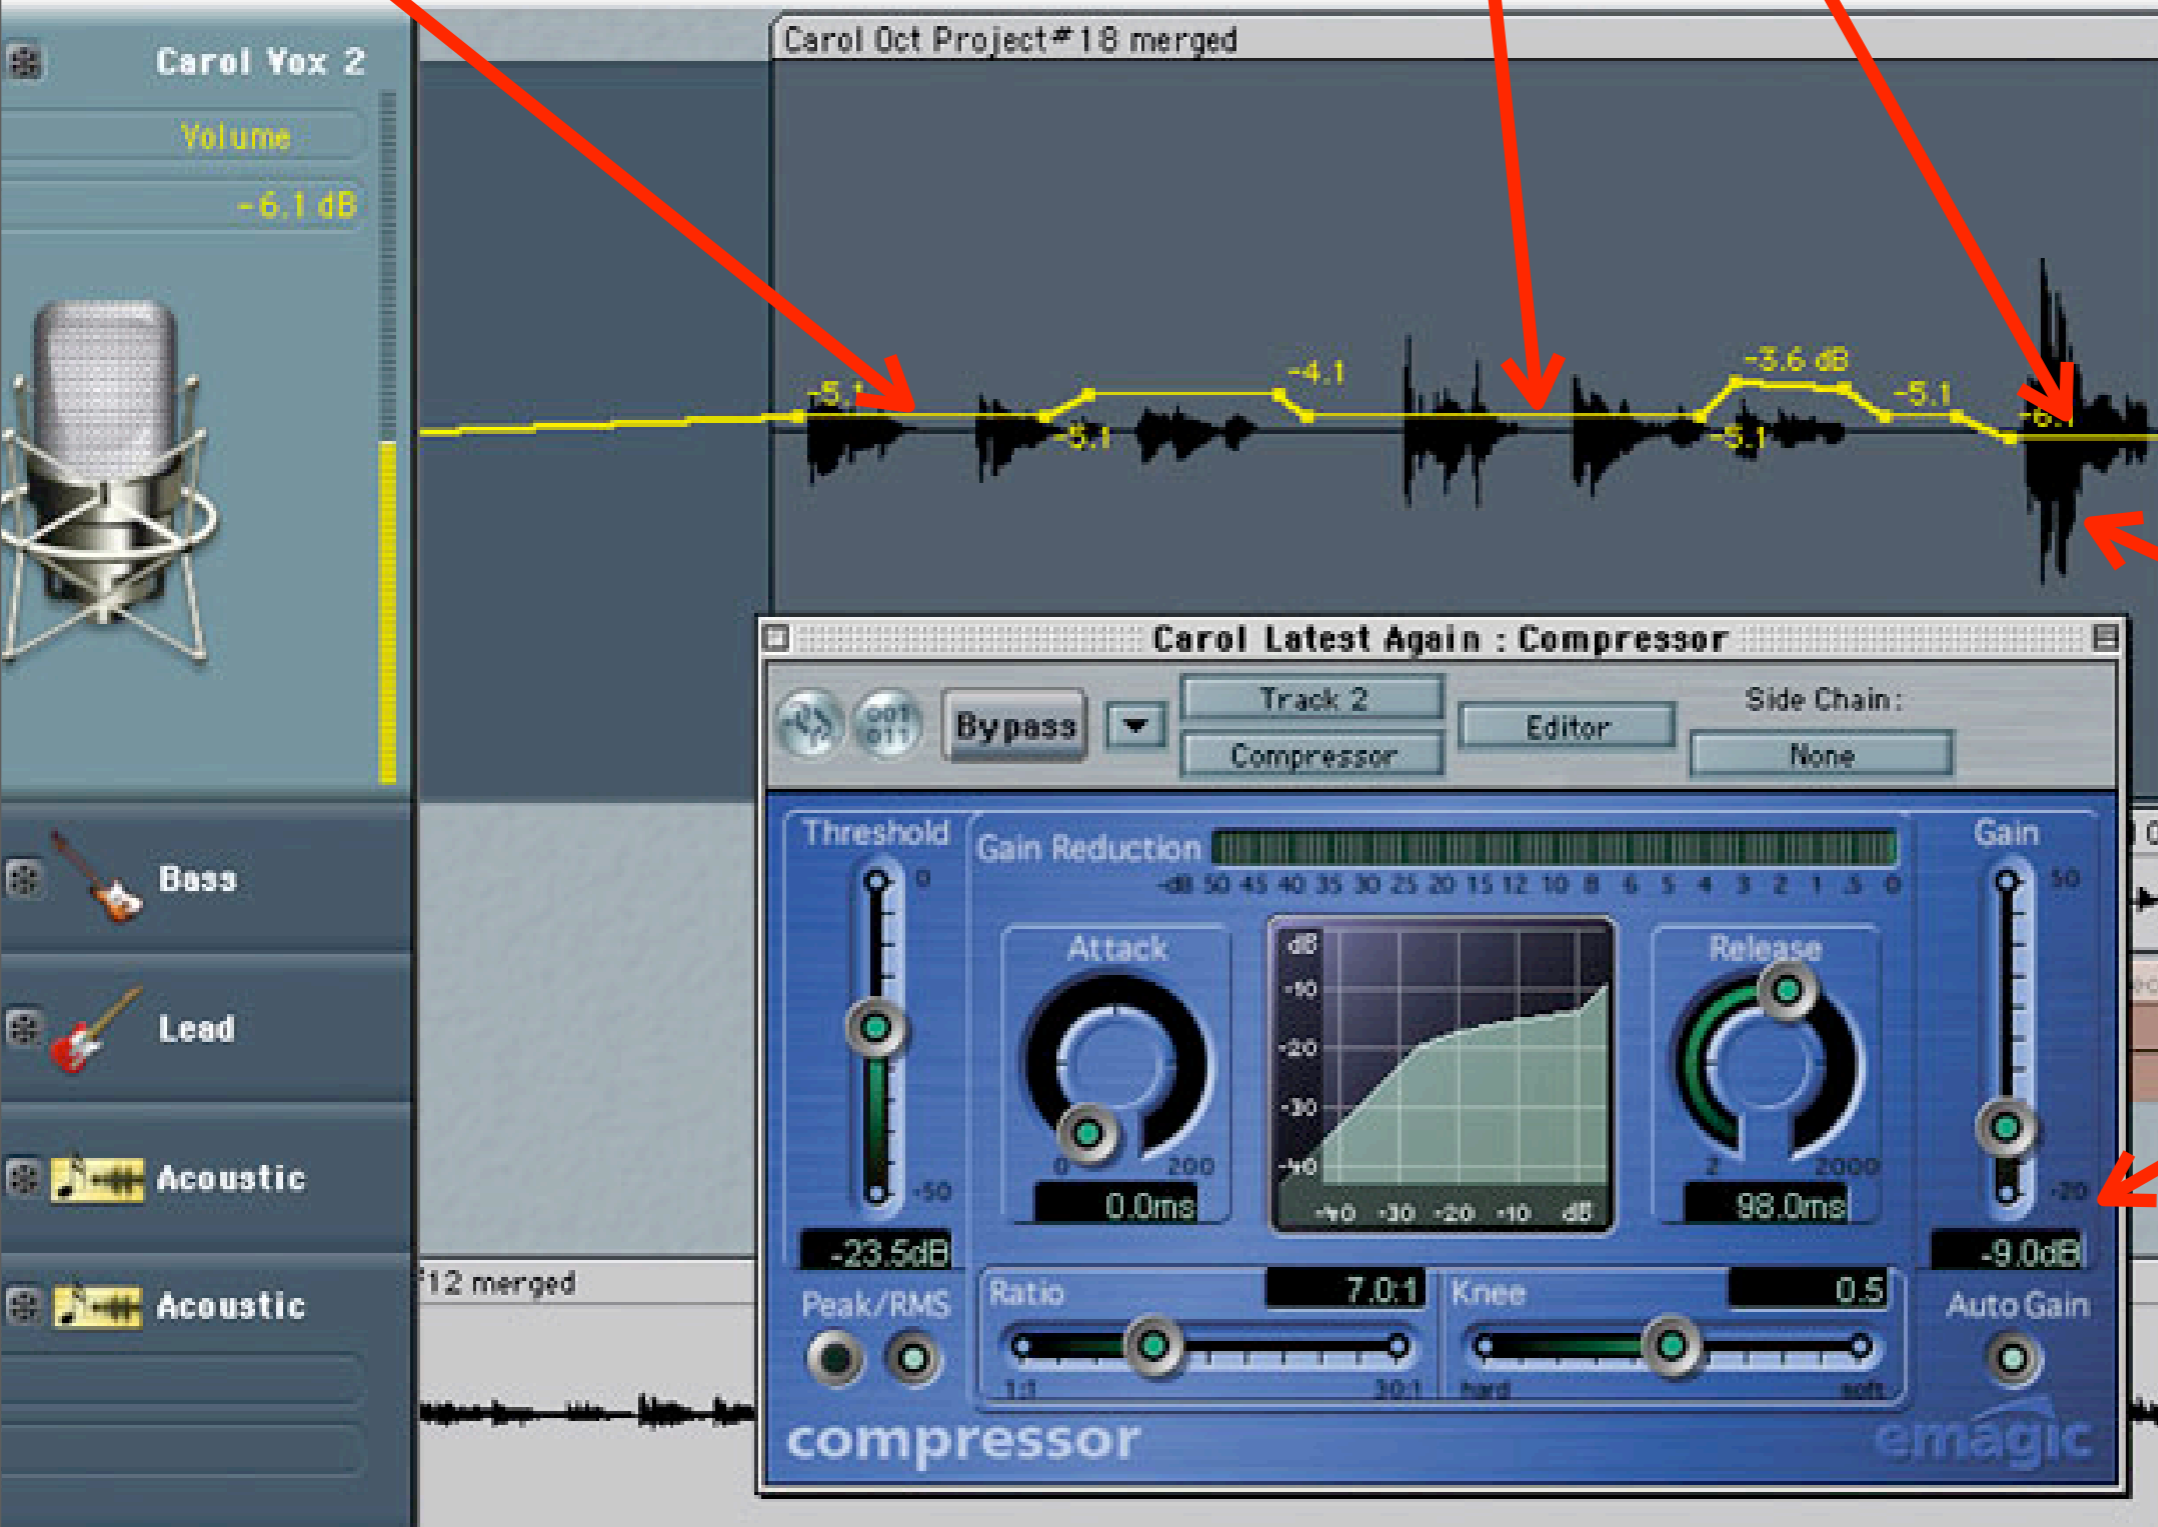 Carol Vox 2
Volume
-6.1 dB
Carol Oct Project#18 merged
-5.1
-4.1
-5.1
-3.6 dB
-5.1
-5.1
-6.1
Carol Latest Again : Compressor
Bypass
Track 2
Compressor
Editor
Side Chain:
None
001
011
Threshold
0
-50
-23.5dB
Gain Reduction
-dB 50 45 40 35 30 25 20 15 12 10 8 6 5 4 3 2 1 .5 0
Attack
0 200
0.0ms
dB
-10
-20
-30
-40
-40 -30 -20 -10 dB
Release
2 2000
98.0ms
Gain
50
-20
-9.0dB
Peak/RMS
Ratio
7.0:1
1:1 30:1
Knee
0.5
hard soft
Auto Gain
compressor
emagic
Bass
Lead
Acoustic
Acoustic
12 merged